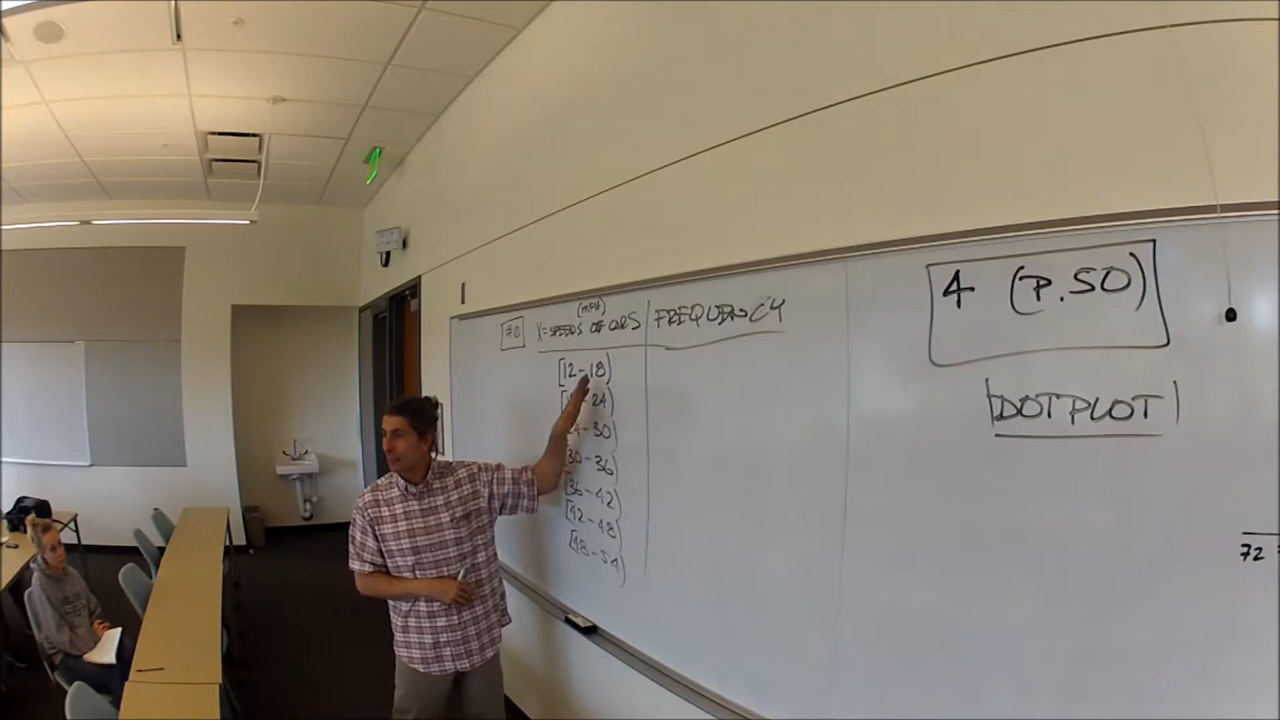 #10 X=SPEEDS OF CARS (mPH) FREQUENCY
[12-18)
24)
-30)
30-36)
[36-42)
[42-48)
[48-54)
4 (P.50)
DOTPLOT
72